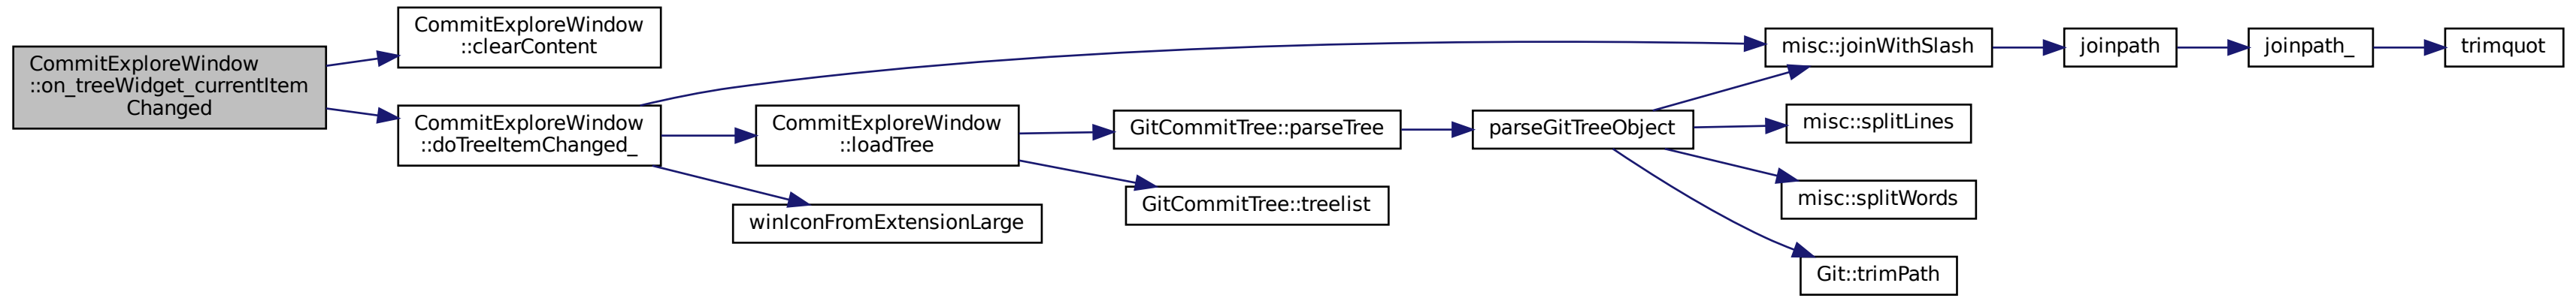 CommitExploreWindow
::on_treeWidget_currentItem
Changed
CommitExploreWindow
::clearContent
CommitExploreWindow
::doTreeItemChanged_
CommitExploreWindow
::loadTree
winIconFromExtensionLarge
GitCommitTree::parseTree
GitCommitTree::treelist
parseGitTreeObject
misc::joinWithSlash
misc::splitLines
misc::splitWords
Git::trimPath
joinpath
joinpath_
trimquot